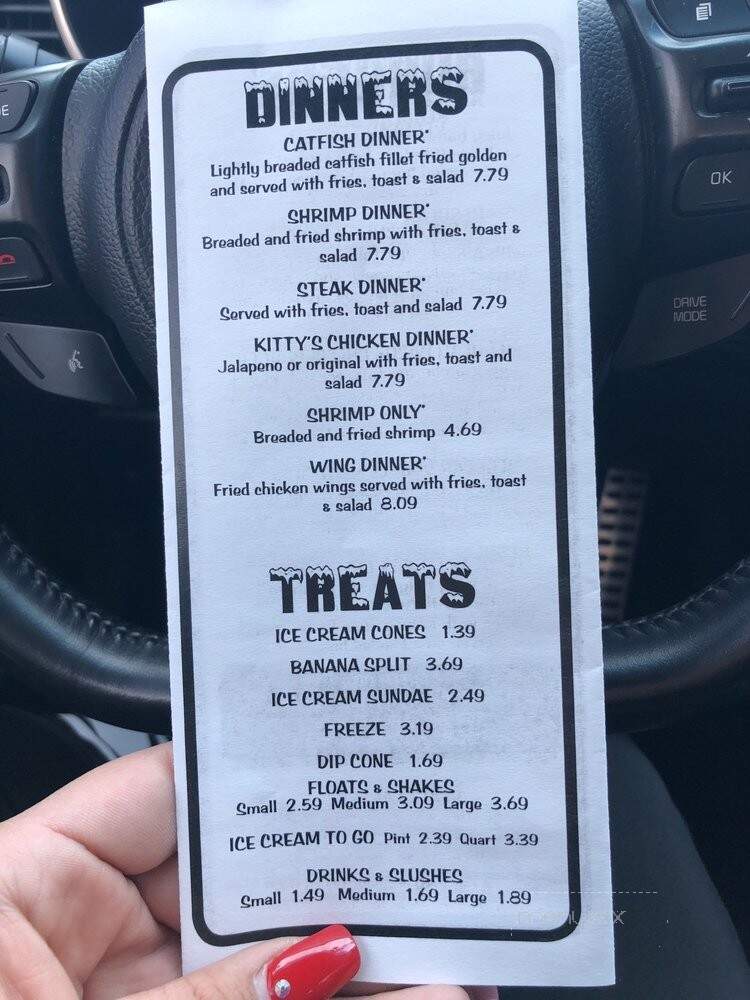 DINNERS
CATFISH DINNER*
Lightly breaded catfish fillet fried golden
and served with fries, toast & salad 7.79
SHRIMP DINNER*
Breaded and fried shrimp with fries, toast &
salad 7.79
STEAK DINNER*
Served with fries, toast and salad 7.79
KITTY'S CHICKEN DINNER*
Jalapeno or original with fries, toast and
salad 7.79
SHRIMP ONLY*
Breaded and fried shrimp 4.69
WING DINNER*
Fried chicken wings served with fries, toast
& salad 8.09
TREATS
ICE CREAM CONES 1.39
BANANA SPLIT 3.69
ICE CREAM SUNDAE 2.49
FREEZE 3.19
DIP CONE 1.69
FLOATS & SHAKES
Small 2.59 Medium 3.09 Large 3.69
ICE CREAM TO GO Pint 2.39 Quart 3.39
DRINKS & SLUSHES
Small 1.49 Medium 1.69 Large 1.89
OK
DRIVE
MODE